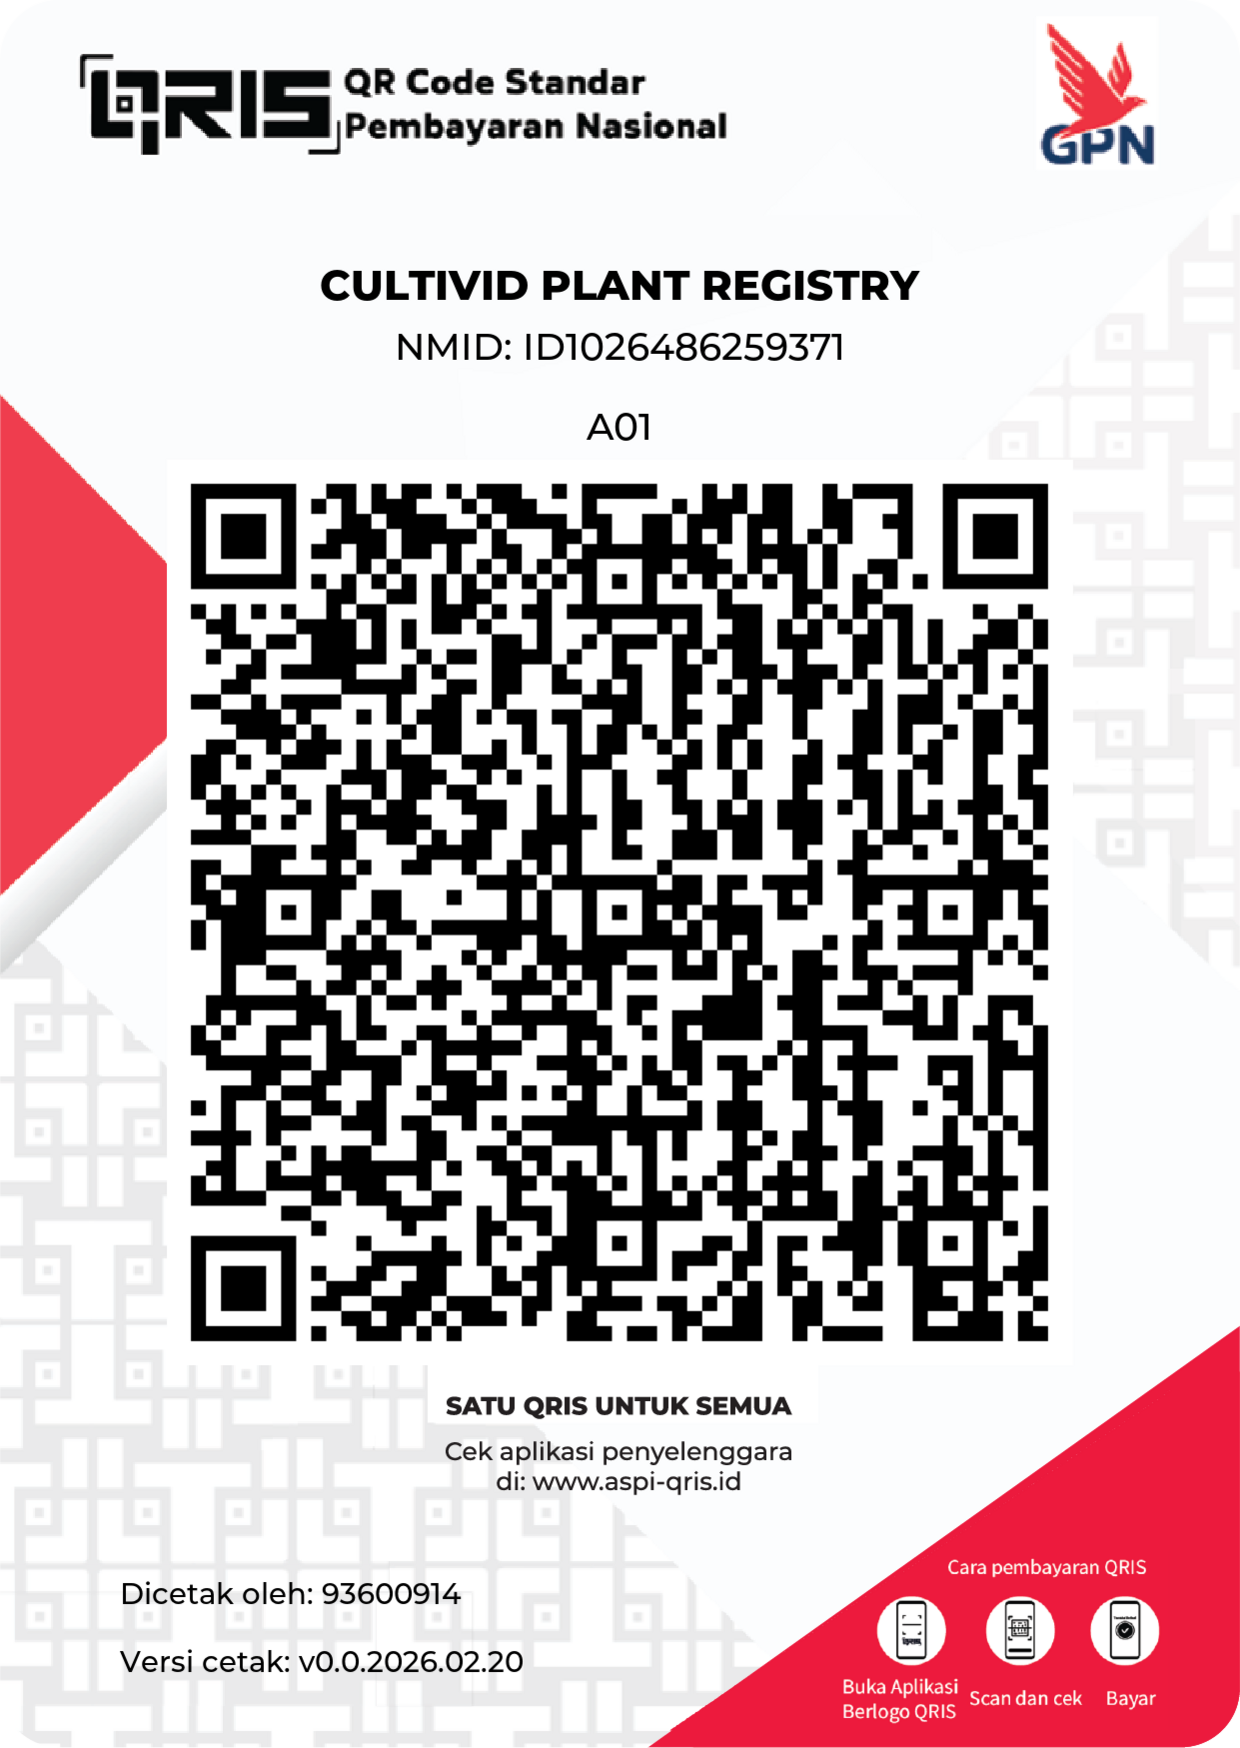 QRIS QR Code Standar
Pembayaran Nasional
GPN
CULTIVID PLANT REGISTRY
NMID: ID1026486259371
A01
SATU QRIS UNTUK SEMUA
Cek aplikasi penyelenggara
di: www.aspi-qris.id
Dicetak oleh: 93600914
Versi cetak: v0.0.2026.02.20
Cara pembayaran QRIS
Buka Aplikasi
Berlogo QRIS
Scan dan cek
Bayar